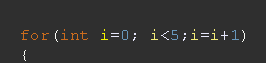 for(int i=0; i<5;i=i+1)
{